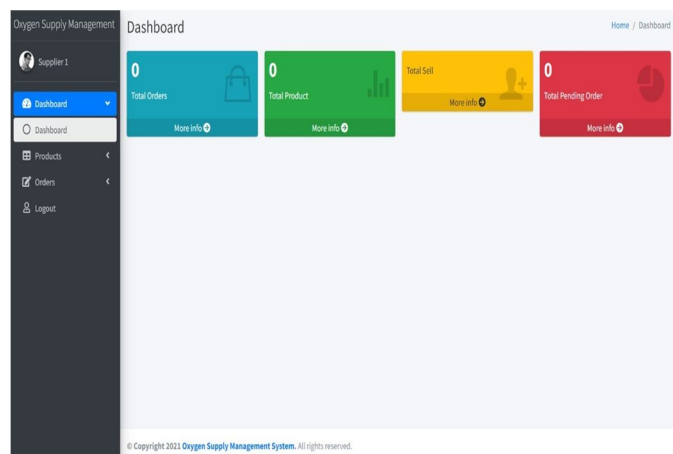 Oxygen Supply Management
Supplier 1
Dashboard
Dashboard
Products
Orders
Logout
Dashboard
Home / Dashboard
0
Total Orders
More info
0
Total Product
More info
Total Sell
More info
0
Total Pending Order
More info
© Copyright 2021 Oxygen Supply Management System. All rights reserved.